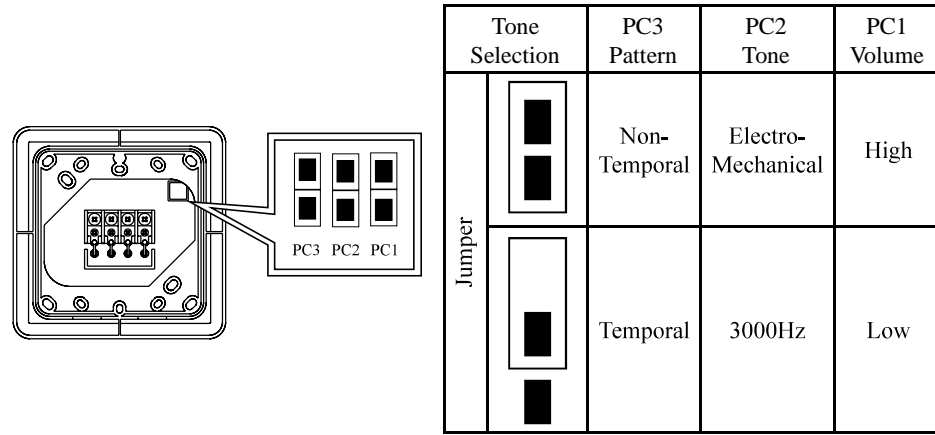 PC3 PC2 PC1
Tone Selection PC3 Pattern PC2 Tone PC1 Volume
Jumper
Non-Temporal Electro-Mechanical High
Temporal 3000Hz Low